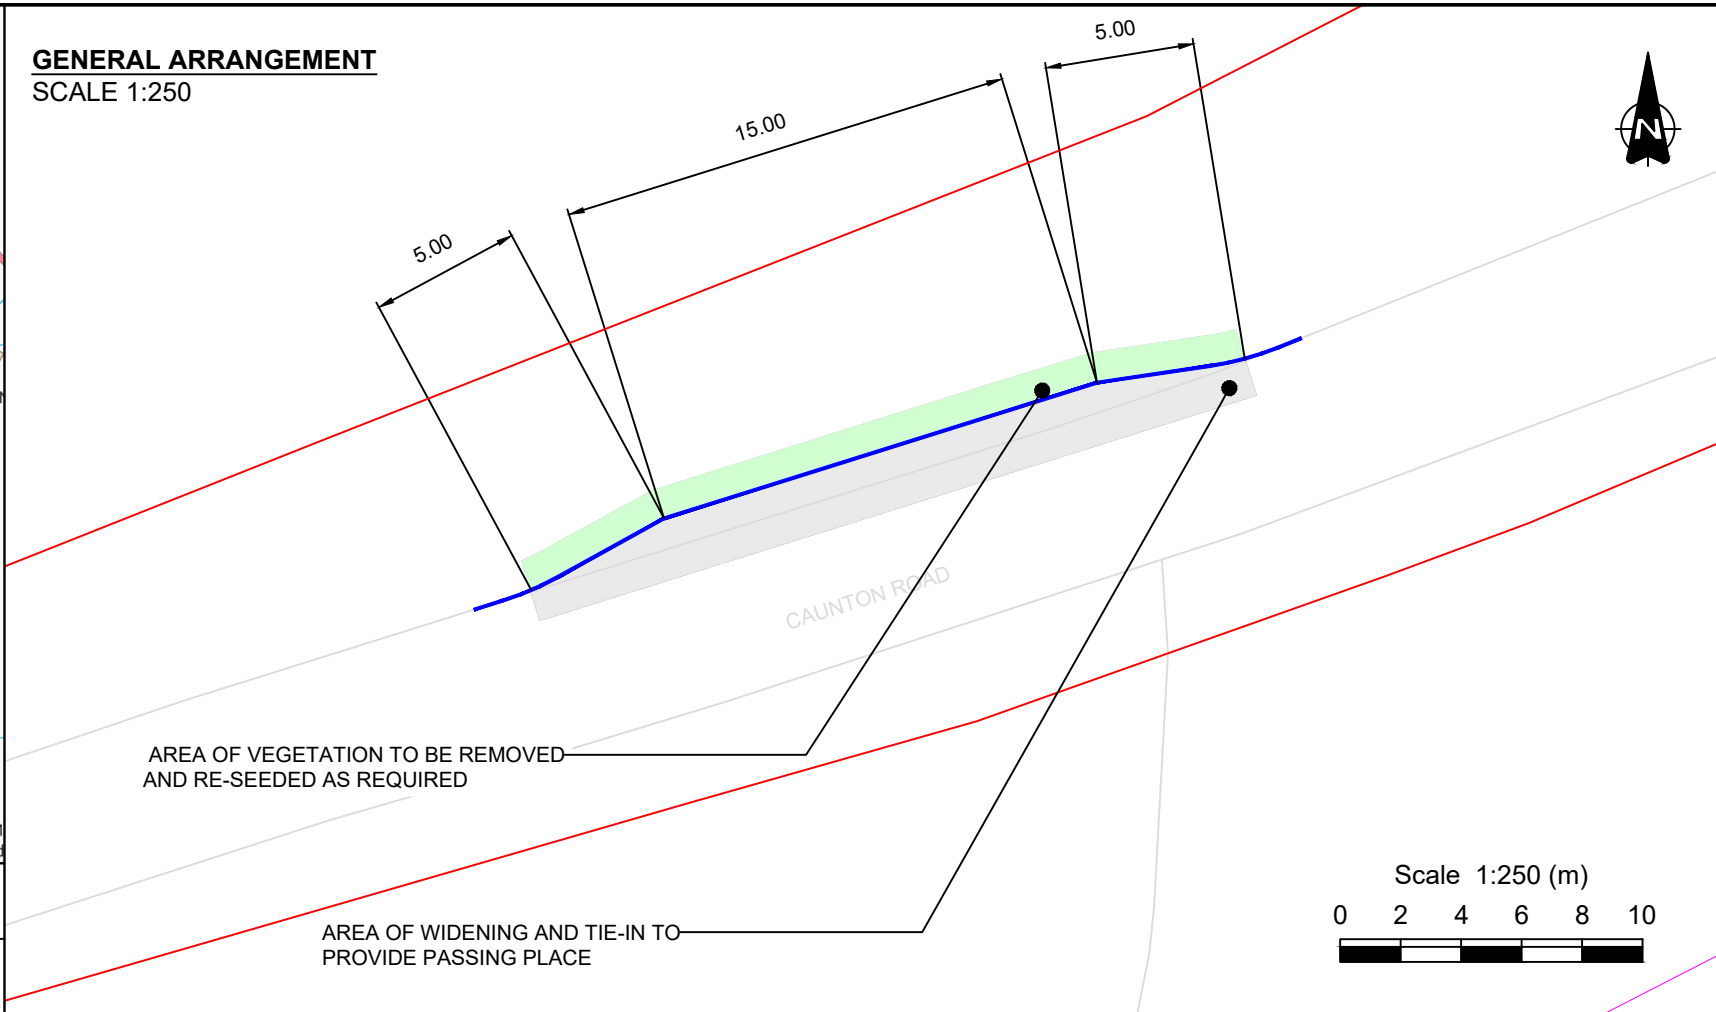 GENERAL ARRANGEMENT
SCALE 1:250
5.00
15.00
5.00
N
CAUNTON ROAD
AREA OF VEGETATION TO BE REMOVED
AND RE-SEEDED AS REQUIRED
AREA OF WIDENING AND TIE-IN TO
PROVIDE PASSING PLACE
Scale 1:250 (m)
0 2 4 6 8 10